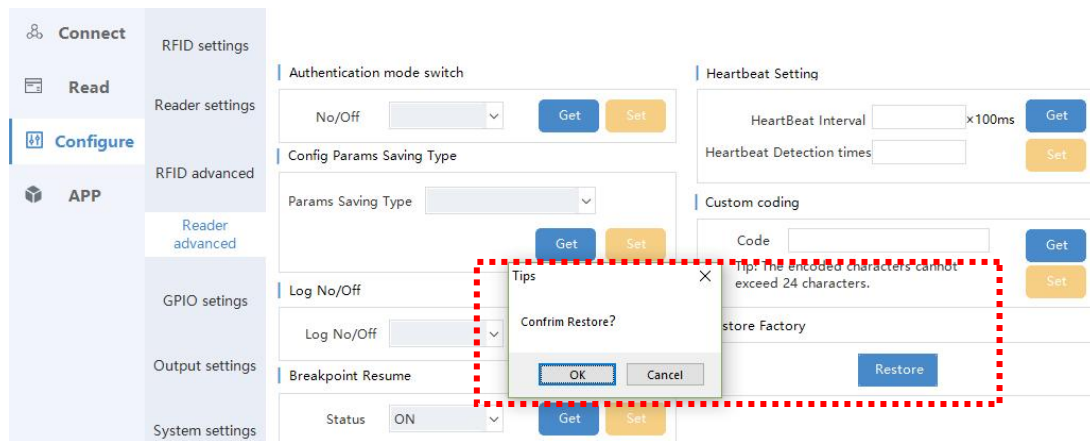 Connect
Read
Configure
APP
RFID settings
Reader settings
RFID advanced
Reader
advanced
GPIO setings
Output settings
System settings
Authentication mode switch
No/Off
Get
Set
Config Params Saving Type
Params Saving Type
Get
Set
Log No/Off
Log No/Off
Breakpoint Resume
Status
ON
Get
Set
Heartbeat Setting
HeartBeat Interval
×100ms
Get
Heartbeat Detection times
Set
Custom coding
Code
Get
Tip: The encoded characters cannot
exceed 24 characters.
Set
store Factory
Restore
Tips
Confrim Restore?
OK
Cancel